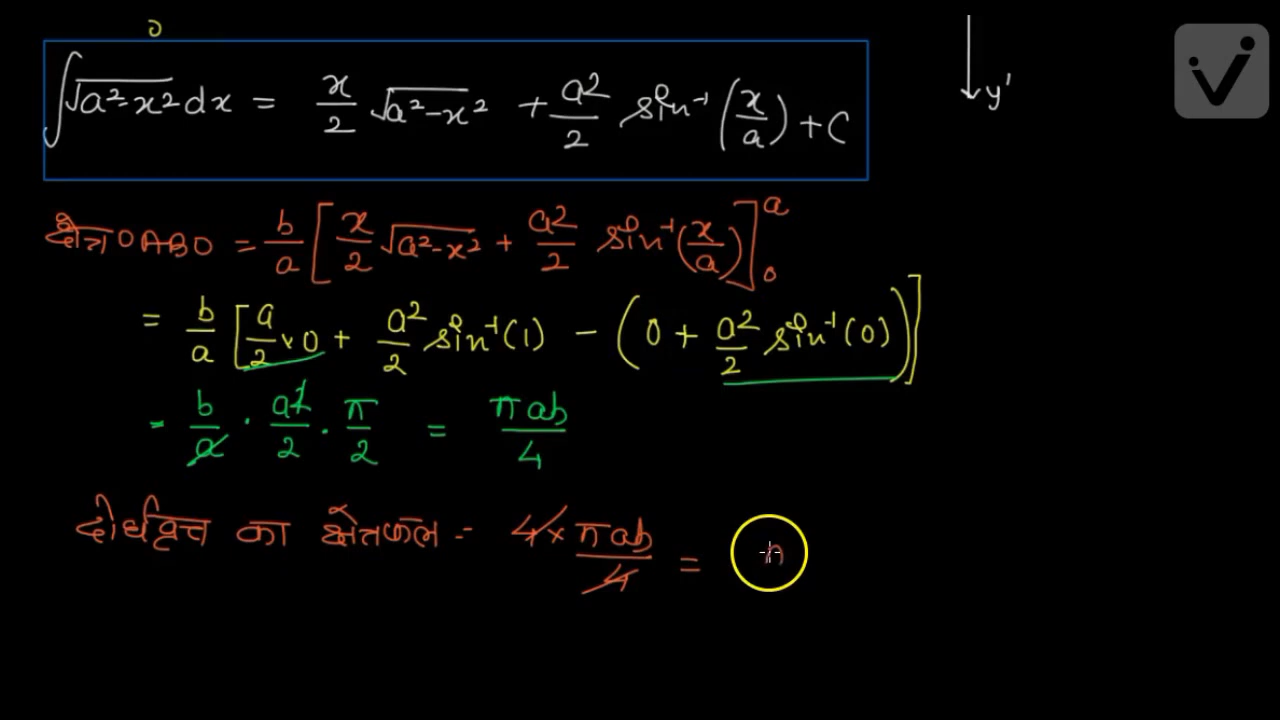 0
∫√a²-x² dx = x/2 √a²-x² + a²/2 sin⁻¹(x/a) + C
y'
क्षेत्र OABO = b/a [x/2 √a²-x² + a²/2 sin⁻¹(x/a)]₀ᵃ
= b/a [a/2 × 0 + a²/2 sin⁻¹(1) - (0 + a²/2 sin⁻¹(0))]
= b/a · a²/2 · π/2 = πab/4
दीर्घवृत्त का क्षेत्रफल = 4 × πab/4 = π